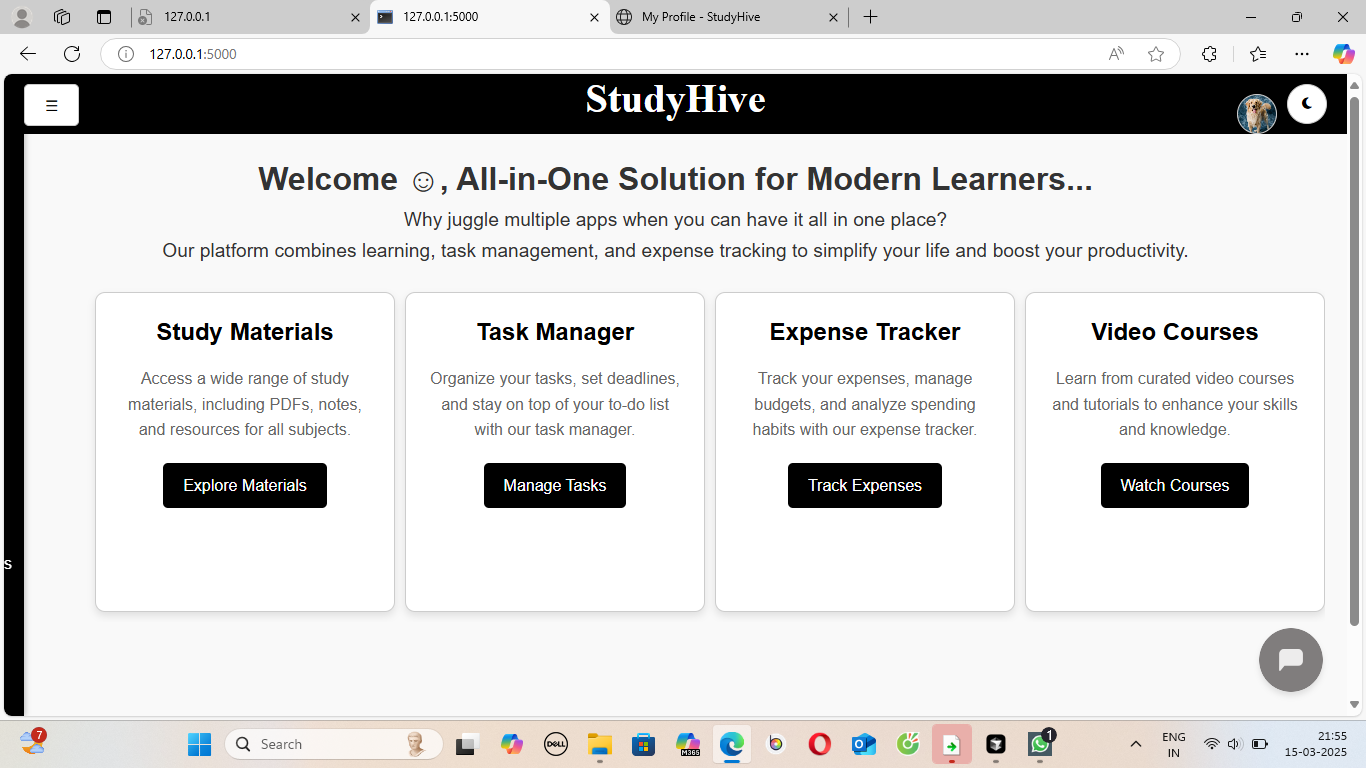 127.0.0.1
127.0.0.1:5000
My Profile - StudyHive
127.0.0.1:5000
StudyHive
Welcome ☺, All-in-One Solution for Modern Learners...
Why juggle multiple apps when you can have it all in one place?
Our platform combines learning, task management, and expense tracking to simplify your life and boost your productivity.
Study Materials
Access a wide range of study
materials, including PDFs, notes,
and resources for all subjects.
Explore Materials
Task Manager
Organize your tasks, set deadlines,
and stay on top of your to-do list
with our task manager.
Manage Tasks
Expense Tracker
Track your expenses, manage
budgets, and analyze spending
habits with our expense tracker.
Track Expenses
Video Courses
Learn from curated video courses
and tutorials to enhance your skills
and knowledge.
Watch Courses
s
7
Search
DELL
M365
1
ENG
IN
21:55
15-03-2025